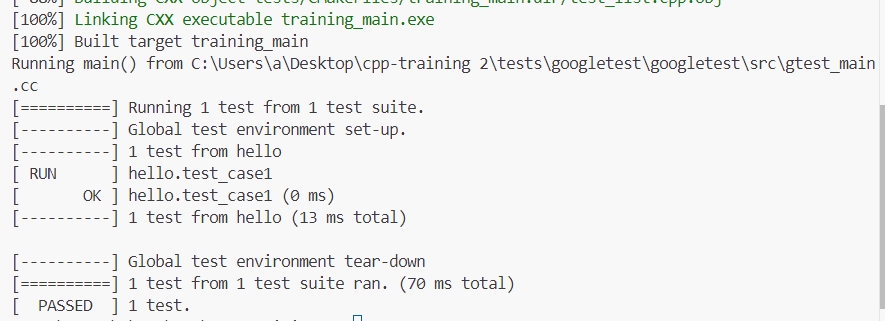 Building CXX object tests/CMakeFiles/training_main.dir/test_list.cpp.obj
[100%] Linking CXX executable training_main.exe
[100%] Built target training_main
Running main() from C:\Users\a\Desktop\cpp-training 2\tests\googletest\googletest\src\gtest_main
.cc
[==========] Running 1 test from 1 test suite.
[----------] Global test environment set-up.
[----------] 1 test from hello
[ RUN      ] hello.test_case1
[       OK ] hello.test_case1 (0 ms)
[----------] 1 test from hello (13 ms total)

[----------] Global test environment tear-down
[==========] 1 test from 1 test suite ran. (70 ms total)
[  PASSED  ] 1 test.